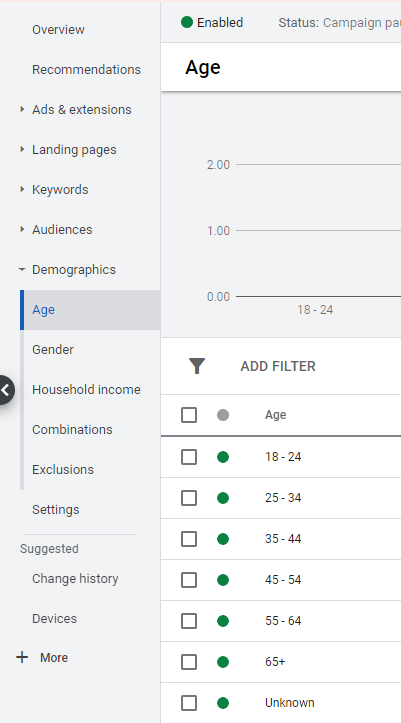 Overview
Recommendations
Ads & extensions
Landing pages
Keywords
Audiences
Demographics
Age
Gender
Household income
Combinations
Exclusions
Settings
Suggested
Change history
Devices
More
Enabled Status: Campaign
Age
2.00
1.00
0.00
18 - 24
ADD FILTER
Age
18 - 24
25 - 34
35 - 44
45 - 54
55 - 64
65+
Unknown